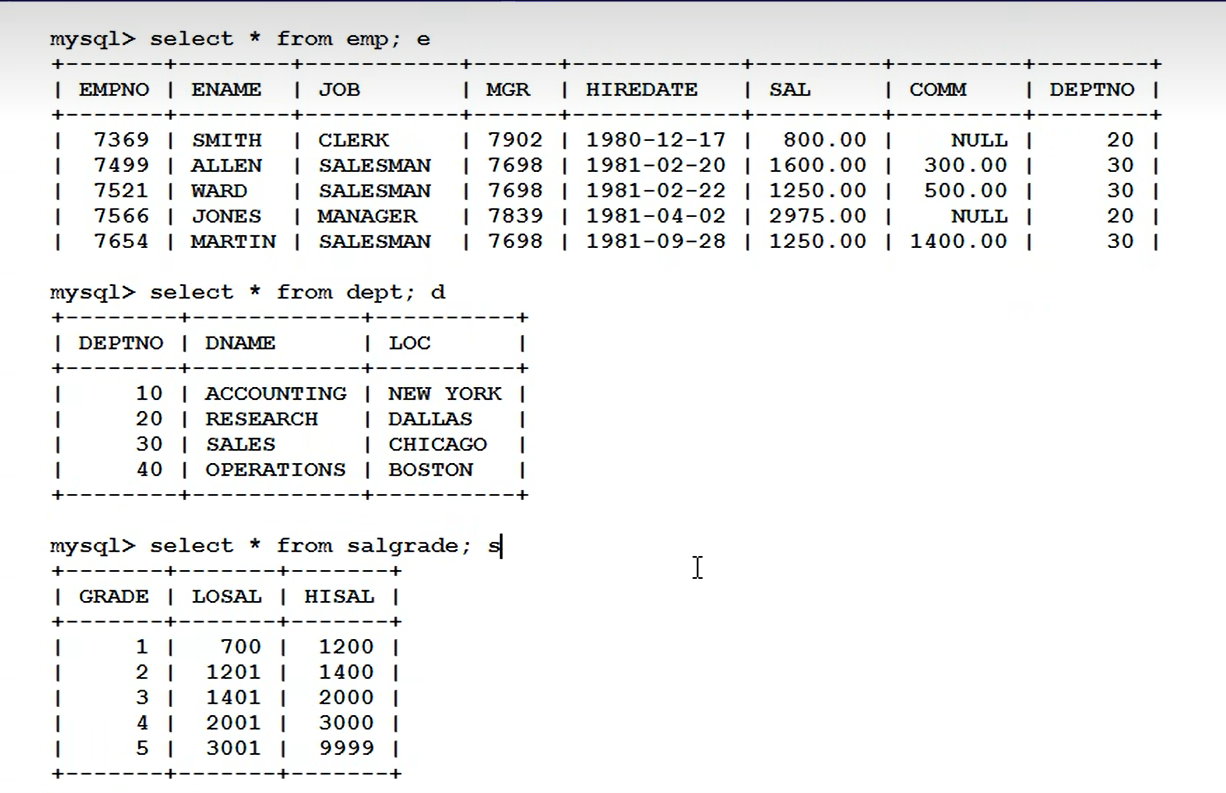 mysql> select * from emp; e
+-------+--------+-----------+------+------------+---------+---------+--------+
| EMPNO | ENAME  | JOB       | MGR  | HIREDATE   | SAL     | COMM    | DEPTNO |
+-------+--------+-----------+------+------------+---------+---------+--------+
|  7369 | SMITH  | CLERK     | 7902 | 1980-12-17 |  800.00 |    NULL |     20 |
|  7499 | ALLEN  | SALESMAN  | 7698 | 1981-02-20 | 1600.00 |  300.00 |     30 |
|  7521 | WARD   | SALESMAN  | 7698 | 1981-02-22 | 1250.00 |  500.00 |     30 |
|  7566 | JONES  | MANAGER   | 7839 | 1981-04-02 | 2975.00 |    NULL |     20 |
|  7654 | MARTIN | SALESMAN  | 7698 | 1981-09-28 | 1250.00 | 1400.00 |     30 |
mysql> select * from dept; d
+--------+------------+----------+
| DEPTNO | DNAME      | LOC      |
+--------+------------+----------+
|     10 | ACCOUNTING | NEW YORK |
|     20 | RESEARCH   | DALLAS   |
|     30 | SALES      | CHICAGO  |
|     40 | OPERATIONS | BOSTON   |
+--------+------------+----------+
mysql> select * from salgrade; s
+-------+-------+-------+
| GRADE | LOSAL | HISAL |
+-------+-------+-------+
|     1 |   700 |  1200 |
|     2 |  1201 |  1400 |
|     3 |  1401 |  2000 |
|     4 |  2001 |  3000 |
|     5 |  3001 |  9999 |
+-------+-------+-------+